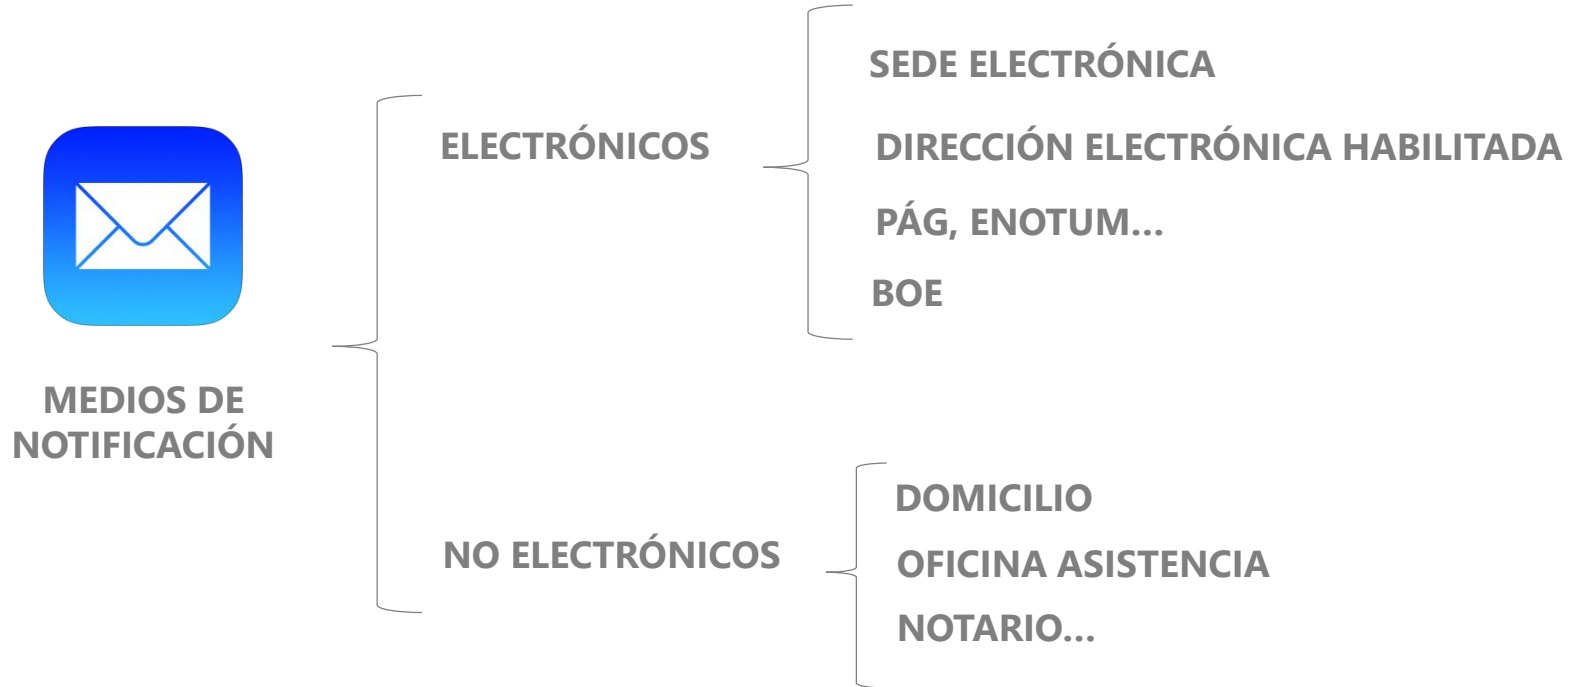 MEDIOS DE
NOTIFICACIÓN
ELECTRÓNICOS
SEDE ELECTRÓNICA
DIRECCIÓN ELECTRÓNICA HABILITADA
PÁG, ENOTUM...
BOE
NO ELECTRÓNICOS
DOMICILIO
OFICINA ASISTENCIA
NOTARIO...